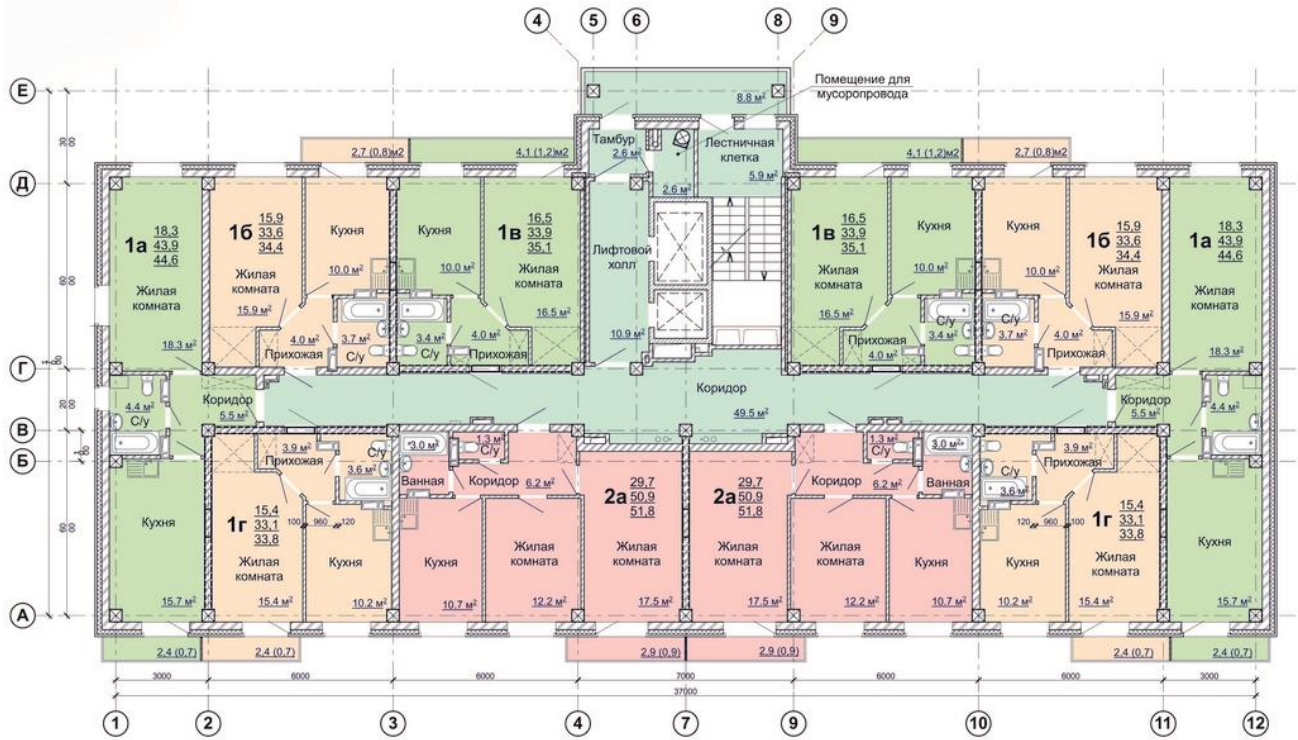 4 5 6 8 9
Е
Помещение для
мусоропровода
8.8 м²
Тамбур
2.6 м²
Лестничная
клетка
5.9 м²
2.6 м²
2,7 (0,8)м2
4,1 (1,2)м2
4,1 (1,2)м2
2,7 (0,8)м2
Д
1а
18.3
43.9
44.6
Жилая
комната
18.3 м²
1б
15.9
33.6
34.4
Жилая
комната
15.9 м²
Кухня
10.0 м²
4.0 м²
Прихожая
3.7 м²
С/у
Кухня
10.0 м²
1в
16.5
33.9
35.1
Жилая
комната
16.5 м²
3.4 м²
С/у
4.0 м²
Прихожая
Лифтовой
холл
10.9 м²
1в
16.5
33.9
35.1
Жилая
комната
16.5 м²
Кухня
10.0 м²
4.0 м²
Прихожая
С/у
3.4 м²
Кухня
10.0 м²
С/у
3.7 м²
4.0 м²
Прихожая
1б
15.9
33.6
34.4
Жилая
комната
15.9 м²
1а
18.3
43.9
44.6
Жилая
комната
18.3 м²
Г
4.4 м²
С/у
Коридор
5.5 м²
Коридор
49.5 м²
Коридор
5.5 м²
4.4 м²
С/у
В
Б
Кухня
15.7 м²
3.9 м²
Прихожая
С/у
3.6 м²
1г
15.4
33.1
33.8
100 960 120
Жилая
комната
15.4 м²
Кухня
10.2 м²
3.0 м²
Ванная
1.3 м²
С/у
Коридор
6.2 м²
Кухня
10.7 м²
Жилая
комната
12.2 м²
2а
29,7
50.9
51.8
Жилая
комната
17.5 м²
2а
29,7
50.9
51.8
Жилая
комната
17.5 м²
1.3 м²
С/у
3.0 м²
Ванная
Коридор
6.2 м²
Жилая
комната
12.2 м²
Кухня
10.7 м²
С/у
3.6 м²
3.9 м²
Прихожая
120 960 100
1г
15.4
33.1
33.8
Кухня
10.2 м²
Жилая
комната
15.4 м²
Кухня
15.7 м²
А
2,4 (0,7)
2,4 (0,7)
2,9 (0,9)
2,9 (0,9)
2,4 (0,7)
2,4 (0,7)
3000 6000 6000 7000 6000 6000 3000
37000
1 2 3 4 7 9 10 11 12